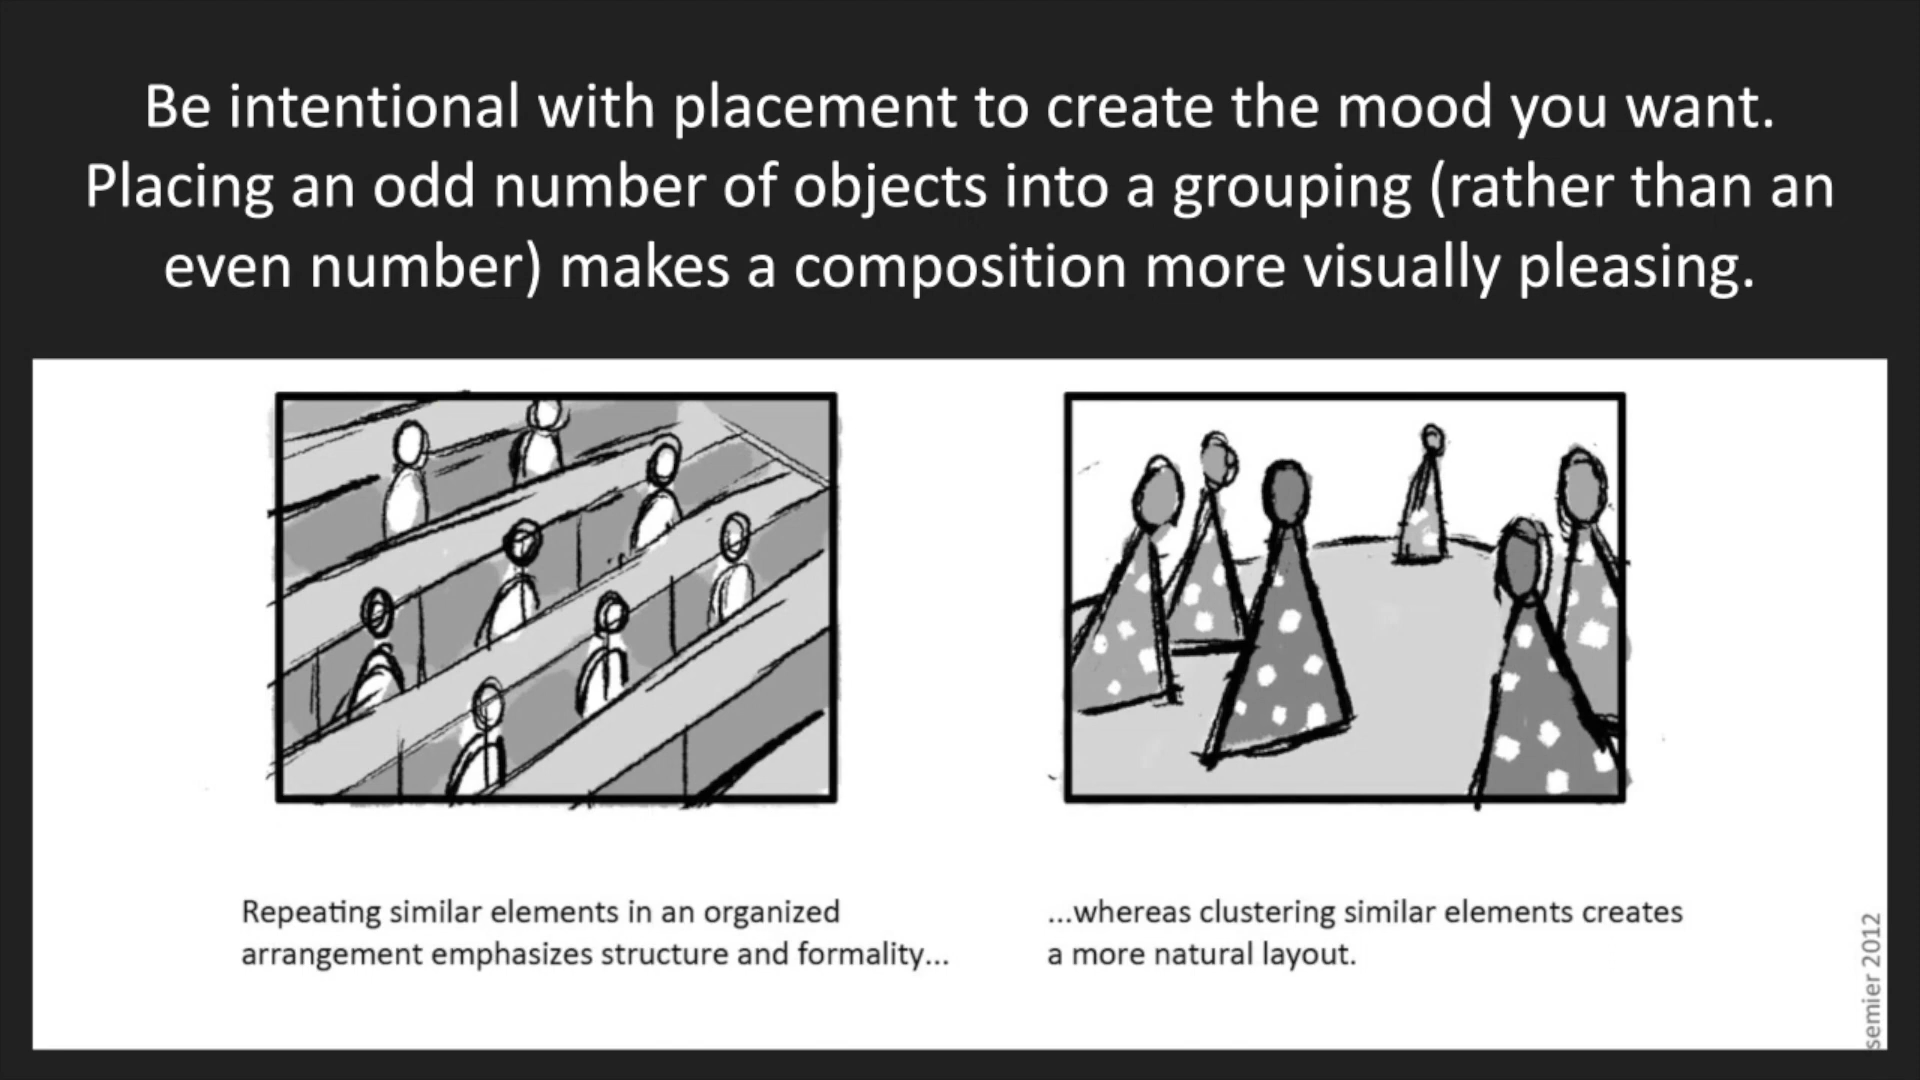 Be intentional with placement to create the mood you want.
Placing an odd number of objects into a grouping (rather than an
even number) makes a composition more visually pleasing.
Repeating similar elements in an organized
arrangement emphasizes structure and formality...
...whereas clustering similar elements creates
a more natural layout.
semier 2012